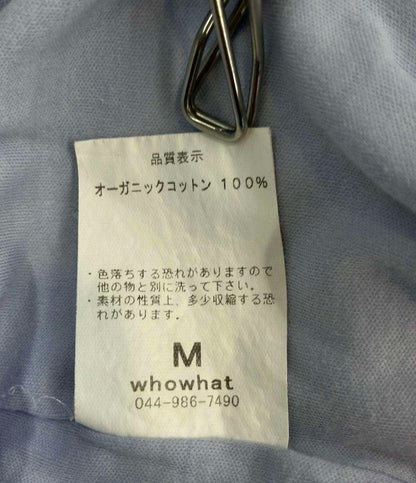 品質表示
オーガニックコットン 100%
・色落ちする恐れがありますので
他の物と別に洗って下さい。
・素材の性質上、多少収縮する恐
れがあります。
M
whowhat
044-986-7490